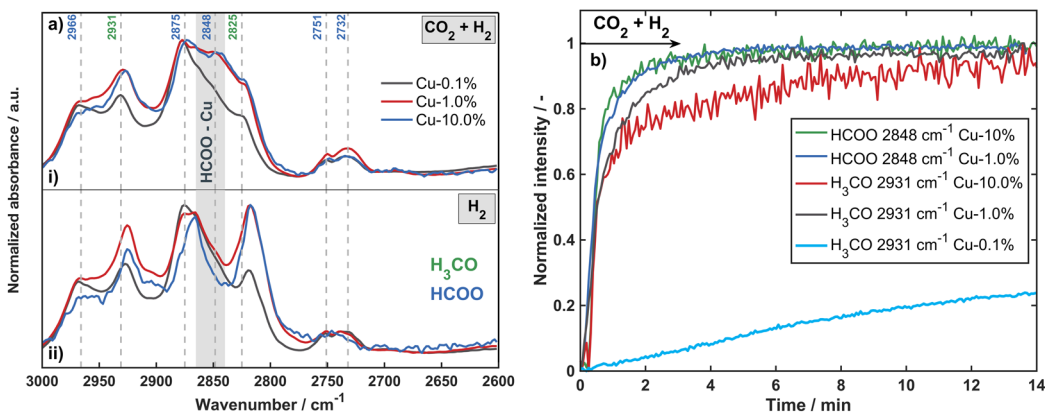 a)
2966
2931
2875
2848
2825
2751
2732
CO2 + H2
Cu-0.1%
Cu-1.0%
Cu-10.0%
HCOO - Cu
i)
H2
H3CO
HCOO
ii)
Normalized absorbance / a.u.
3000 2950 2900 2850 2800 2750 2700 2650 2600
Wavenumber / cm-1
CO2 + H2
b)
1
0.8
0.6
0.4
0.2
0
HCOO 2848 cm-1 Cu-10%
HCOO 2848 cm-1 Cu-1.0%
H3CO 2931 cm-1 Cu-10.0%
H3CO 2931 cm-1 Cu-1.0%
H3CO 2931 cm-1 Cu-0.1%
Normalized intensity / -
0 2 4 6 8 10 12 14
Time / min